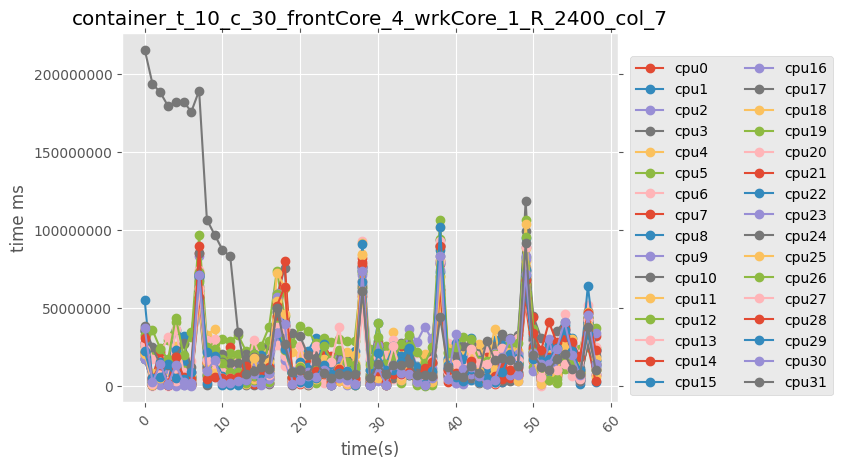 container_t_10_c_30_frontCore_4_wrkCore_1_R_2400_col_7
time ms
200000000
150000000
100000000
50000000
0
0
10
20
30
40
50
60
time(s)
cpu0
cpu1
cpu2
cpu3
cpu4
cpu5
cpu6
cpu7
cpu8
cpu9
cpu10
cpu11
cpu12
cpu13
cpu14
cpu15
cpu16
cpu17
cpu18
cpu19
cpu20
cpu21
cpu22
cpu23
cpu24
cpu25
cpu26
cpu27
cpu28
cpu29
cpu30
cpu31